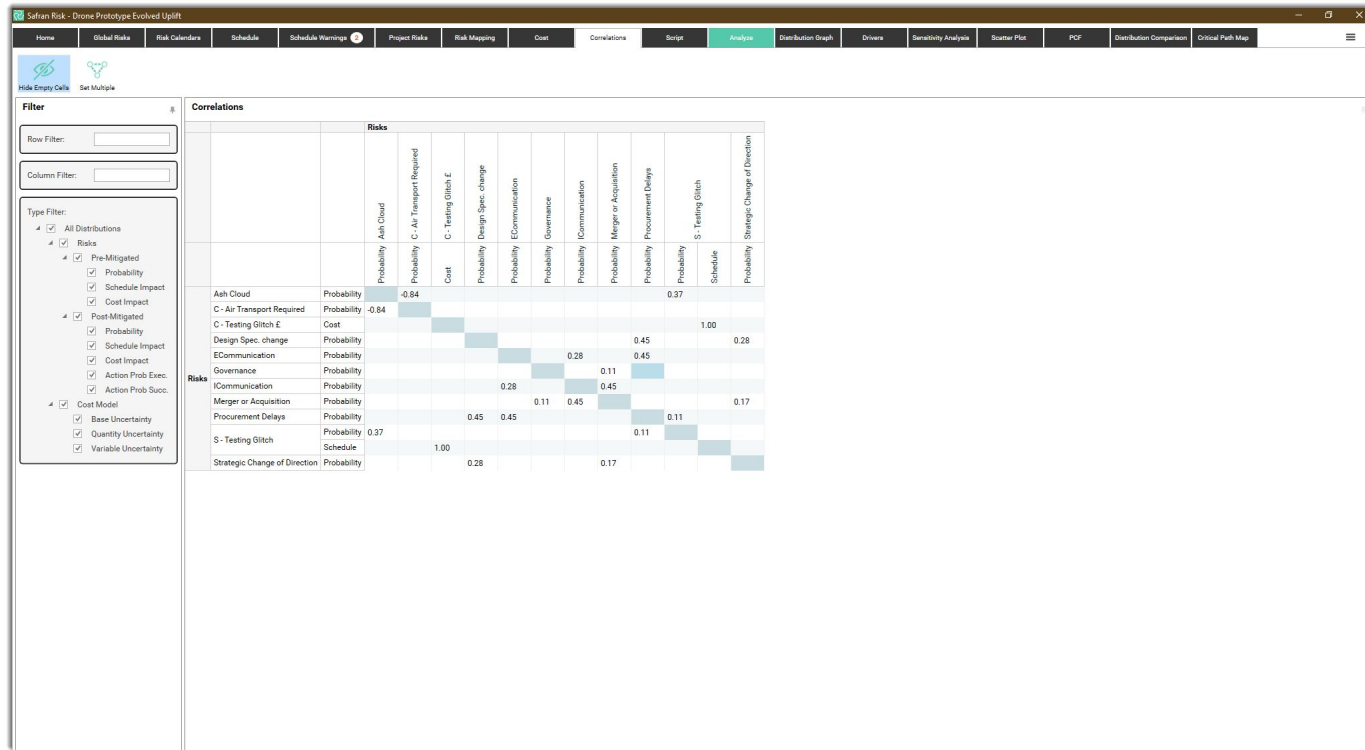 Safran Risk - Drone Prototype Evolved Uplift
Home Global Risks Risk Calendars Schedule Schedule Warnings 2 Project Risks Risk Mapping Cost Correlations Script Analyze Distribution Graph Drivers Sensitivity Analysis Scatter Plot PCF Distribution Comparison Critical Path Map
Hide Empty Cells Set Multiple
Filter
Row Filter:
Column Filter:
Type Filter:
All Distributions
Risks
Pre-Mitigated
Probability
Schedule Impact
Cost Impact
Post-Mitigated
Probability
Schedule Impact
Cost Impact
Action Prob Exec.
Action Prob Succ.
Cost Model
Base Uncertainty
Quantity Uncertainty
Variable Uncertainty
Correlations
Risks
Ash Cloud
C - Air Transport Required
C - Testing Glitch £
Design Spec. change
ECommunication
Governance
ICommunication
Merger or Acquisition
Procurement Delays
S - Testing Glitch
Strategic Change of Direction
Probability Probability Cost Probability Probability Probability Probability Probability Probability Probability Schedule Probability
Risks
Ash Cloud Probability -0.84 0.37
C - Air Transport Required Probability -0.84
C - Testing Glitch £ Cost 1.00
Design Spec. change Probability 0.45 0.28
ECommunication Probability 0.28 0.45
Governance Probability 0.11
ICommunication Probability 0.28 0.45
Merger or Acquisition Probability 0.11 0.45 0.17
Procurement Delays Probability 0.45 0.45 0.11
S - Testing Glitch Probability 0.37 0.11
Schedule 1.00
Strategic Change of Direction Probability 0.28 0.17